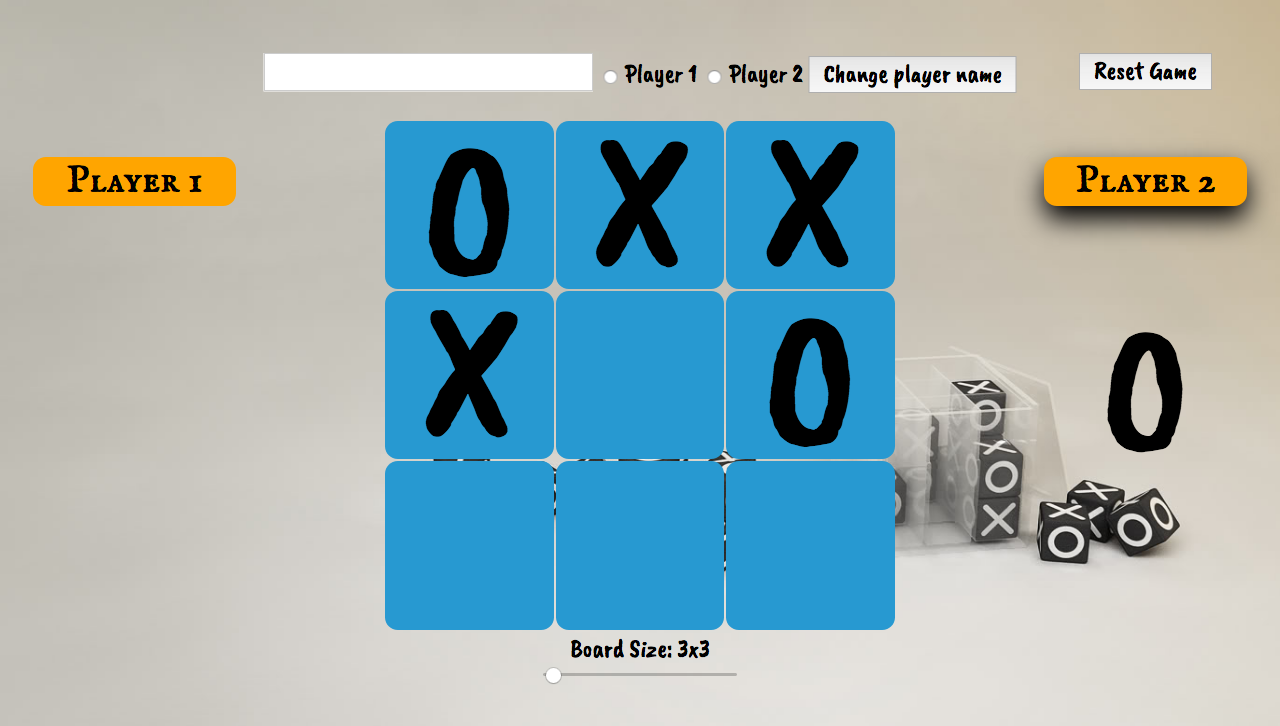 Player 1 Player 2 Change player name Reset Game
Player 1
Player 2
O X X
X O
O
Board Size: 3x3